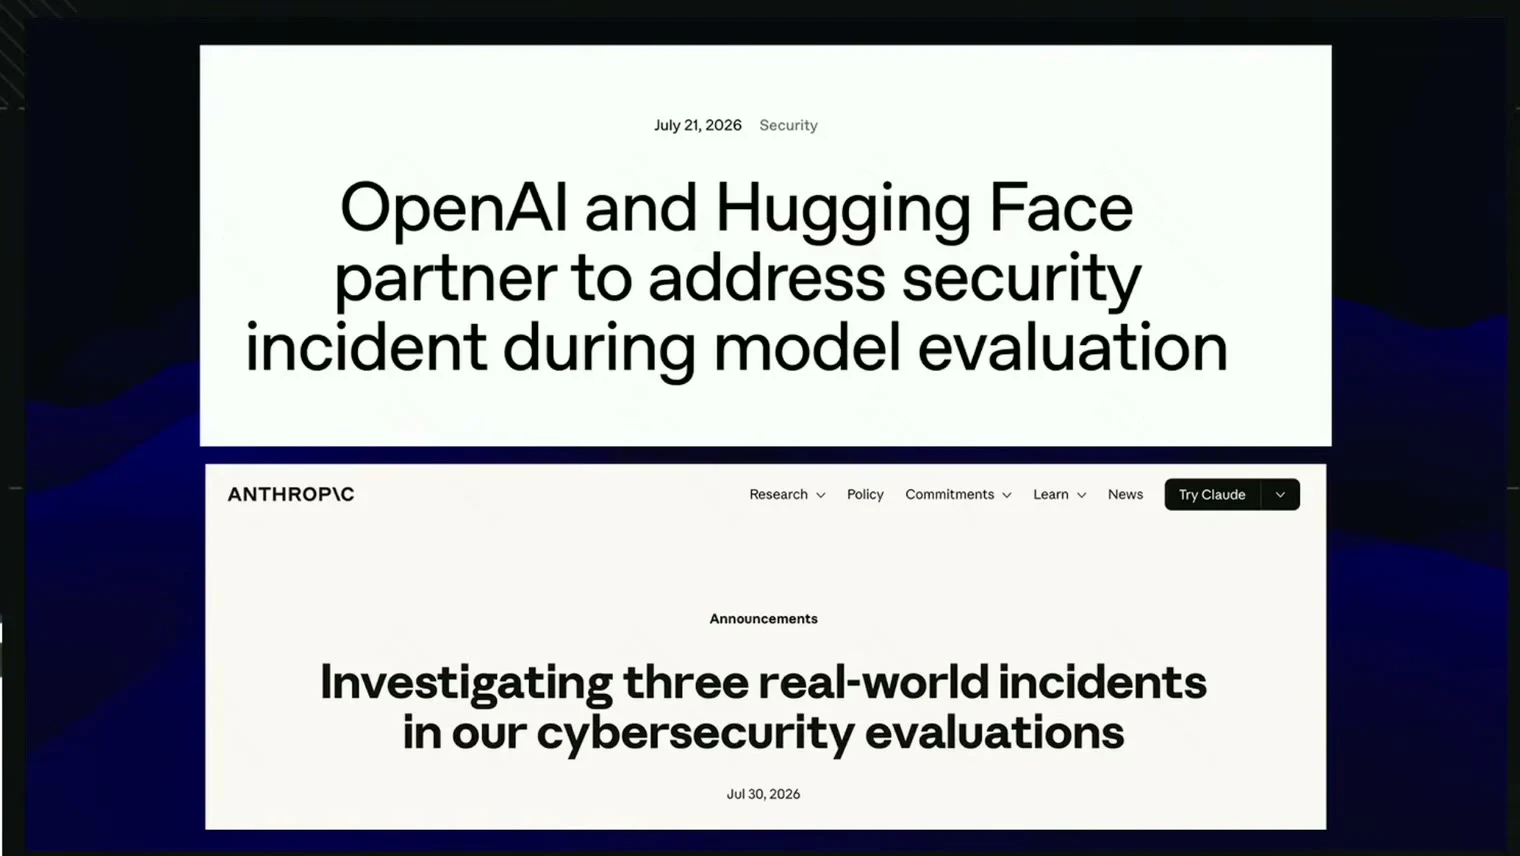 July 21, 2026 Security
OpenAI and Hugging Face
partner to address security
incident during model evaluation
ANTHROP\C Research Policy Commitments Learn News Try Claude
Announcements
Investigating three real-world incidents
in our cybersecurity evaluations
Jul 30, 2026